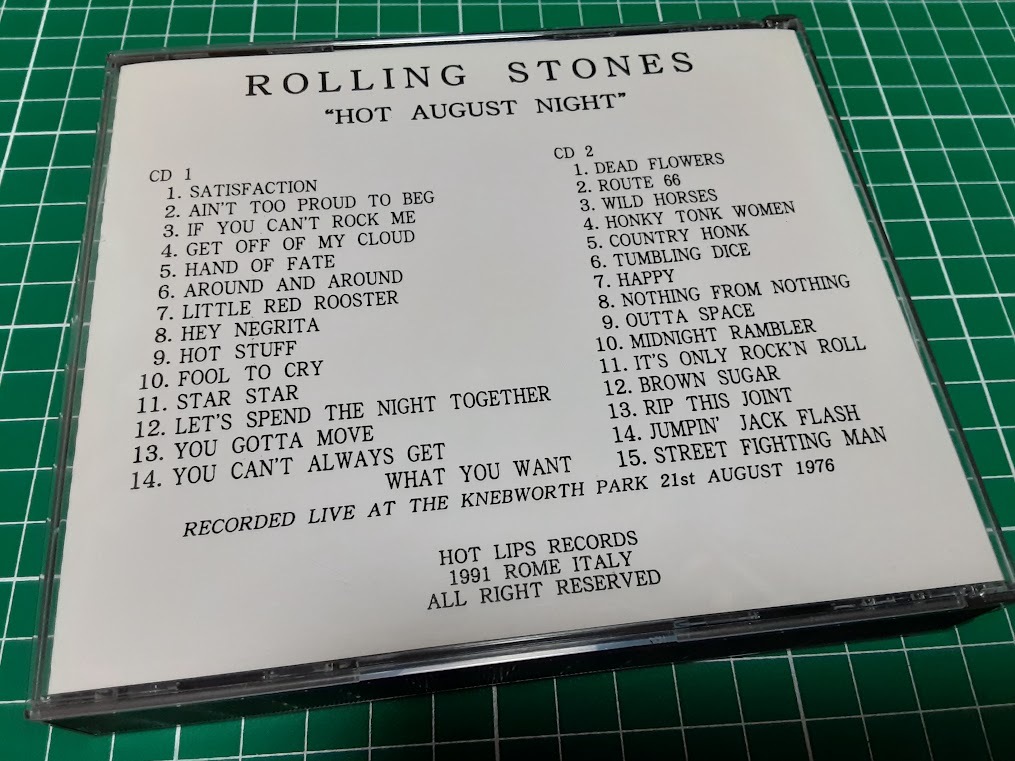 ROLLING STONES
"HOT AUGUST NIGHT"
CD 1
1. SATISFACTION
2. AIN'T TOO PROUD TO BEG
3. IF YOU CAN'T ROCK ME
4. GET OFF OF MY CLOUD
5. HAND OF FATE
6. AROUND AND AROUND
7. LITTLE RED ROOSTER
8. HEY NEGRITA
9. HOT STUFF
10. FOOL TO CRY
11. STAR STAR
12. LET'S SPEND THE NIGHT TOGETHER
13. YOU GOTTA MOVE
14. YOU CAN'T ALWAYS GET
WHAT YOU WANT
CD 2
1. DEAD FLOWERS
2. ROUTE 66
3. WILD HORSES
4. HONKY TONK WOMEN
5. COUNTRY HONK
6. TUMBLING DICE
7. HAPPY
8. NOTHING FROM NOTHING
9. OUTTA SPACE
10. MIDNIGHT RAMBLER
11. IT'S ONLY ROCK'N ROLL
12. BROWN SUGAR
13. RIP THIS JOINT
14. JUMPIN' JACK FLASH
15. STREET FIGHTING MAN
RECORDED LIVE AT THE KNEBWORTH PARK 21st AUGUST 1976
HOT LIPS RECORDS
1991 ROME ITALY
ALL RIGHT RESERVED